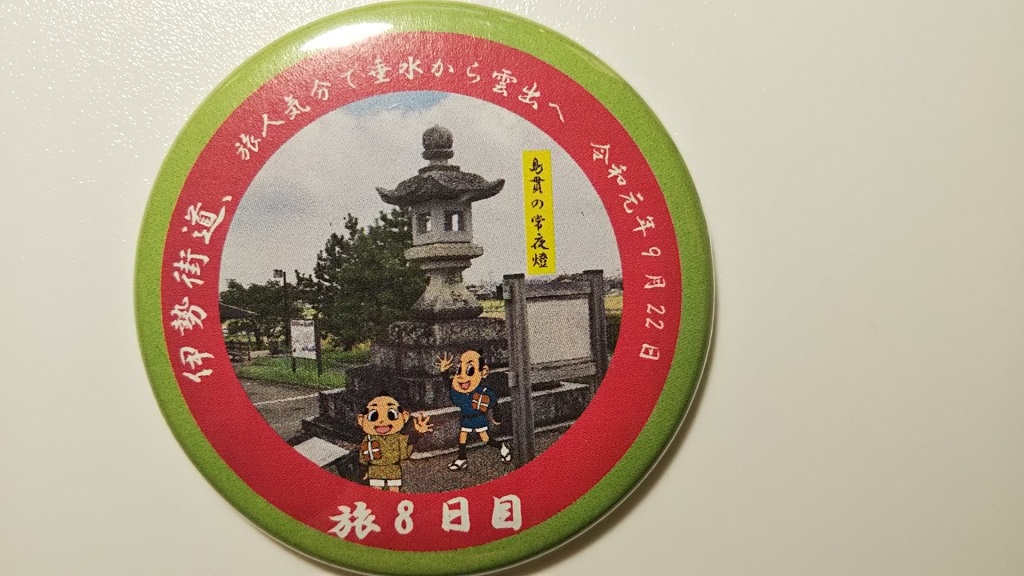 伊勢街道、旅人気分で垂水から雲出へ 令和元年9月22日
島貫の常夜燈
旅8日目